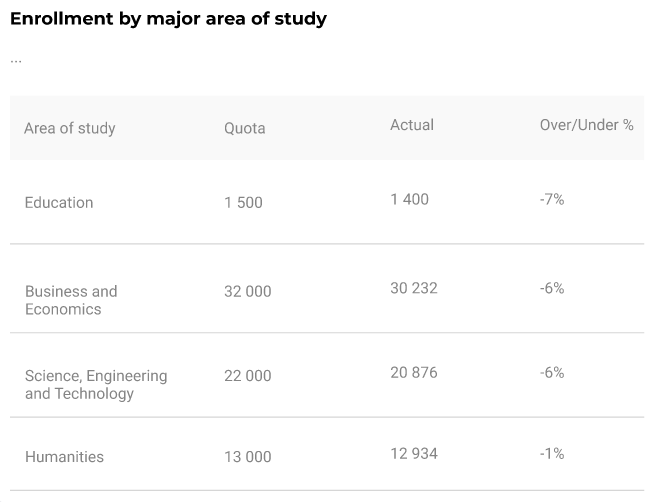 Enrollment by major area of study
...
Area of study Quota Actual Over/Under %
Education 1 500 1 400 -7%
Business and
Economics 32 000 30 232 -6%
Science, Engineering
and Technology 22 000 20 876 -6%
Humanities 13 000 12 934 -1%